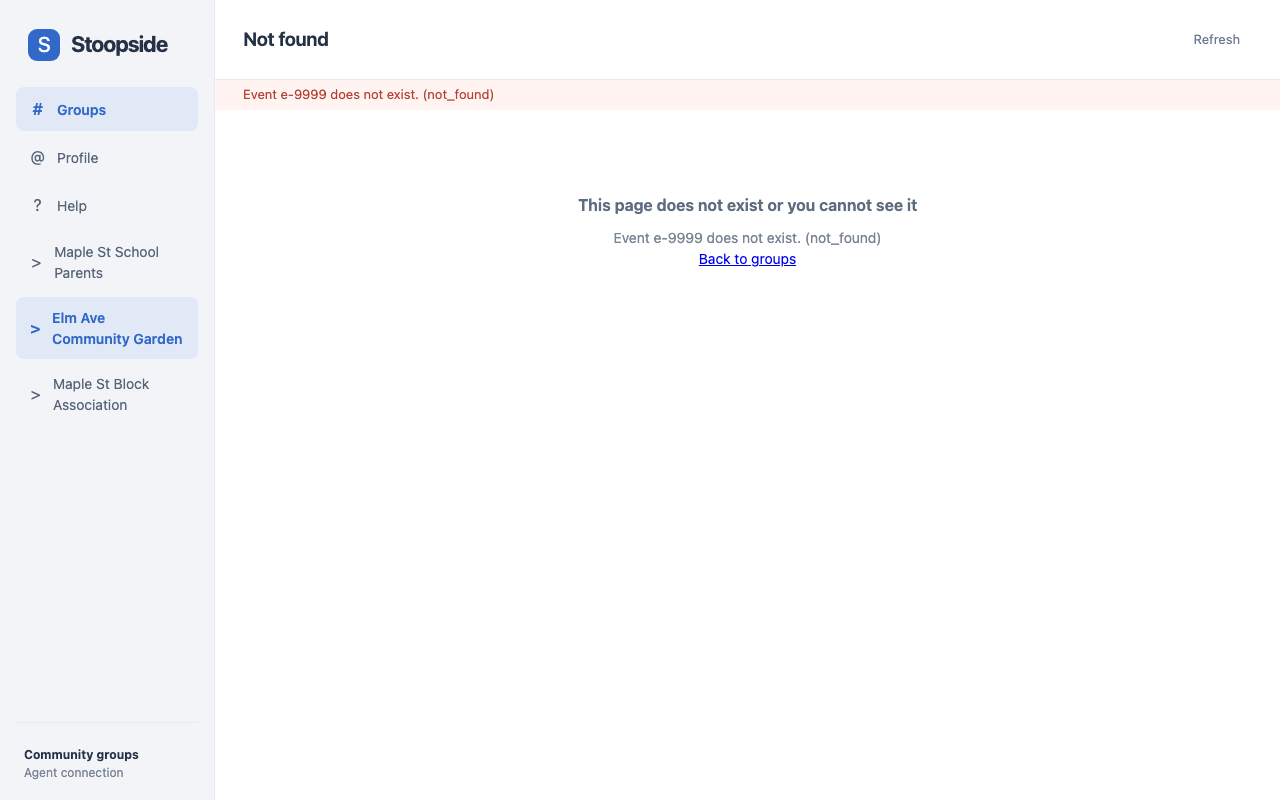 S Stoopside
# Groups
@ Profile
? Help
> Maple St School
Parents
> Elm Ave
Community Garden
> Maple St Block
Association
Community groups
Agent connection
Not found
Refresh
Event e-9999 does not exist. (not_found)
This page does not exist or you cannot see it
Event e-9999 does not exist. (not_found)
Back to groups